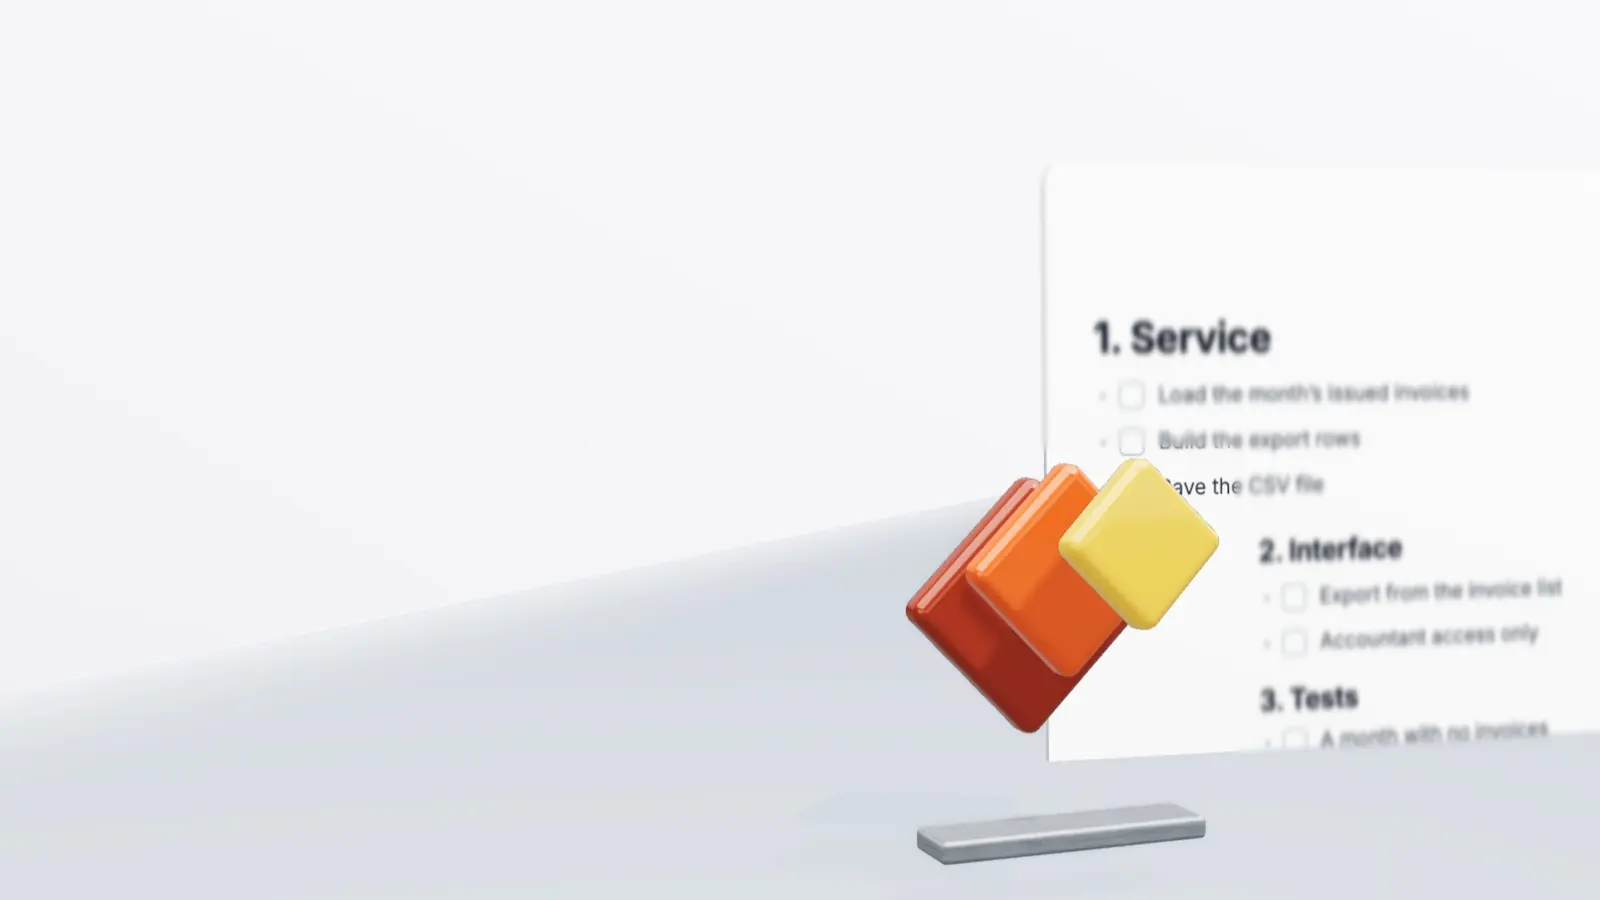 1. Service
Load the month's issued invoices
Build the export rows
ave the CSV file
2. Interface
Export from the invoice list
Accountant access only
3. Tests
A month with no invoices